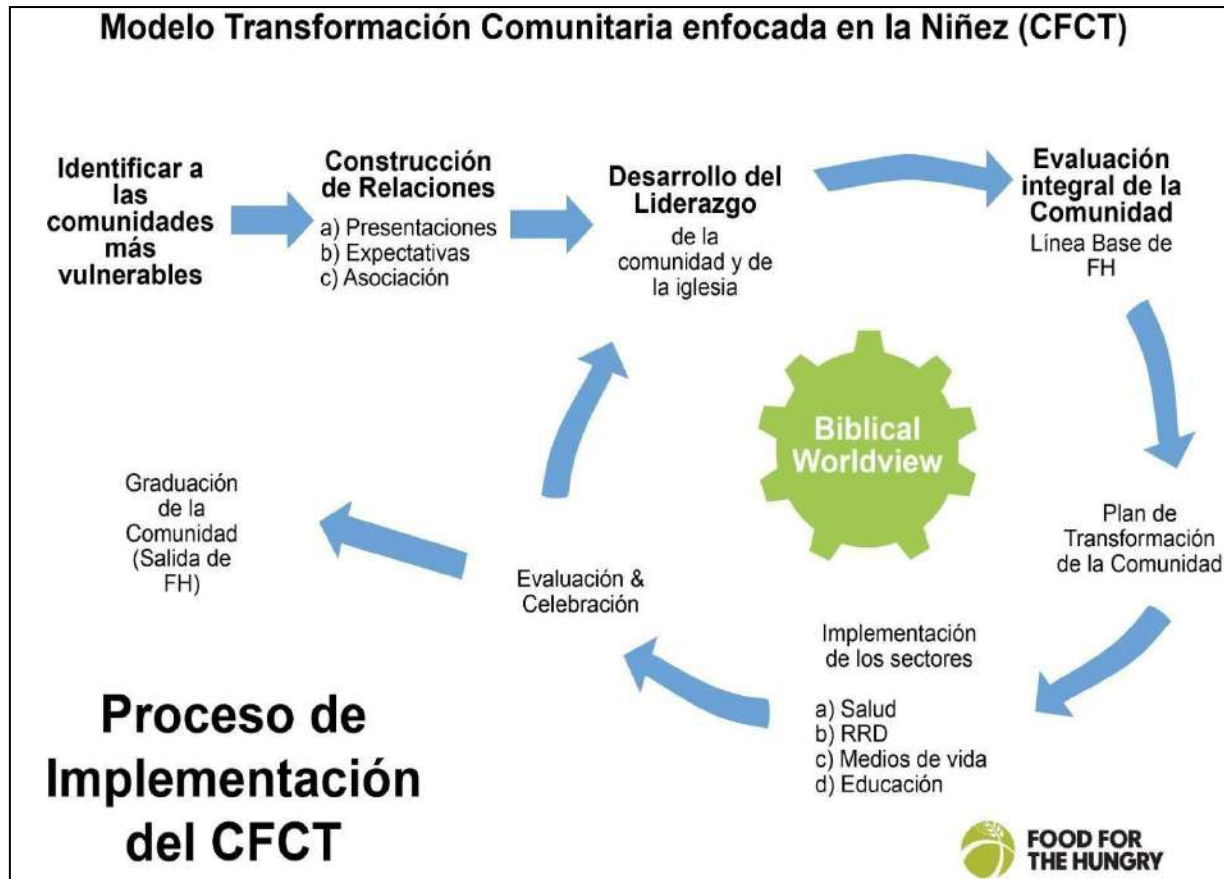 Modelo Transformación Comunitaria enfocada en la Niñez (CFCT)
Identificar a
las
comunidades
más
vulnerables
Construcción
de Relaciones
a) Presentaciones
b) Expectativas
c) Asociación
Desarrollo del
Liderazgo
de la
comunidad y de
la iglesia
Evaluación
integral de la
Comunidad
Línea Base de
FH
Biblical
Worldview
Plan de
Transformación
de la Comunidad
Implementación
de los sectores
a) Salud
b) RRD
c) Medios de vida
d) Educación
Evaluación &
Celebración
Graduación
de la
Comunidad
(Salida de
FH)
Proceso de
Implementación
del CFCT
FOOD FOR
THE HUNGRY